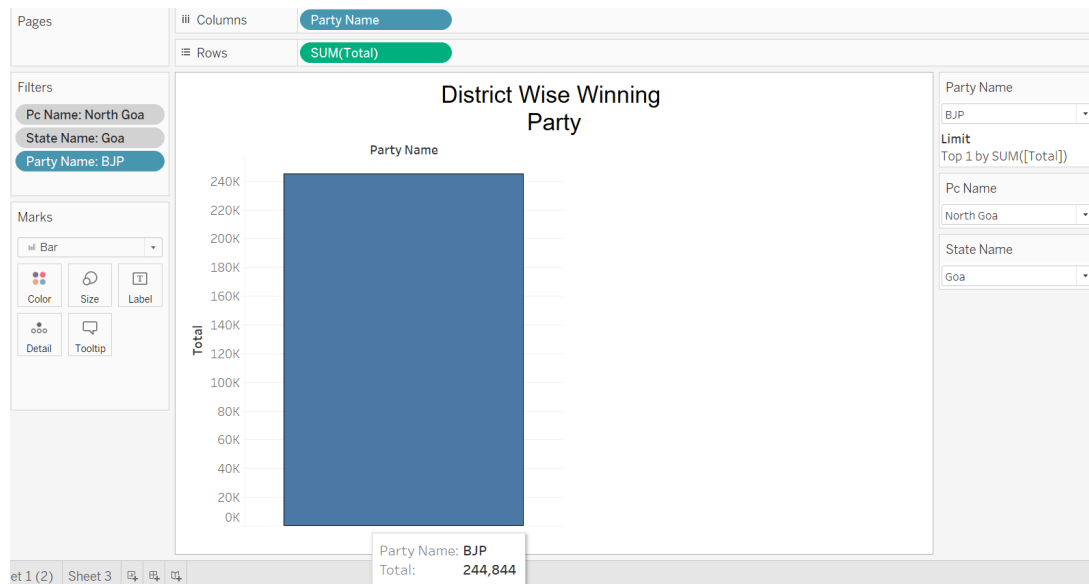 Pages
Columns
Party Name
Rows
SUM(Total)
Filters
Pc Name: North Goa
State Name: Goa
Party Name: BJP
Marks
Bar
Color
Size
T
Label
Detail
Tooltip
District Wise Winning
Party
Party Name
240K
220K
200K
180K
160K
140K
120K
100K
80K
60K
40K
20K
0K
Total
Party Name: BJP
Total: 244,844
Party Name
BJP
Limit
Top 1 by SUM([Total])
Pc Name
North Goa
State Name
Goa
et 1 (2)
Sheet 3